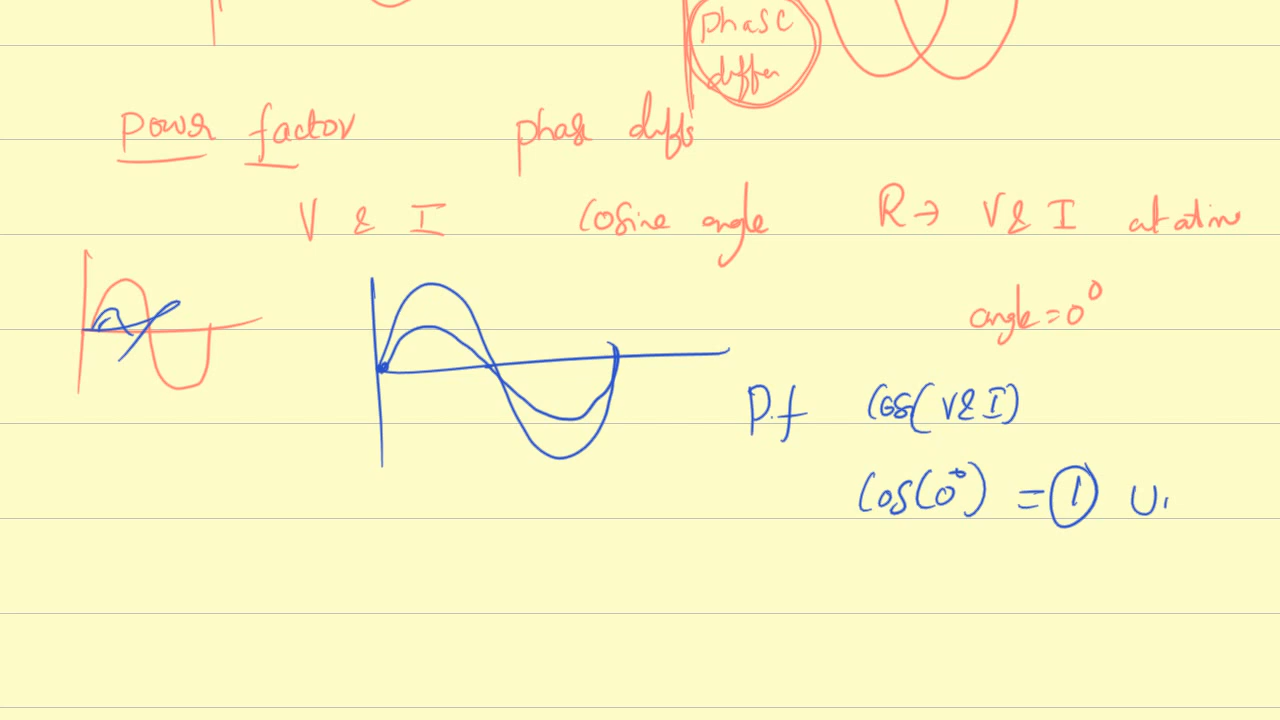 phase
differ
power factor phase diffs
V & I Cosine angle R → V & I at a time
angle = 0°
P.f Cos( V & I )
Cos(0°) = 1 U